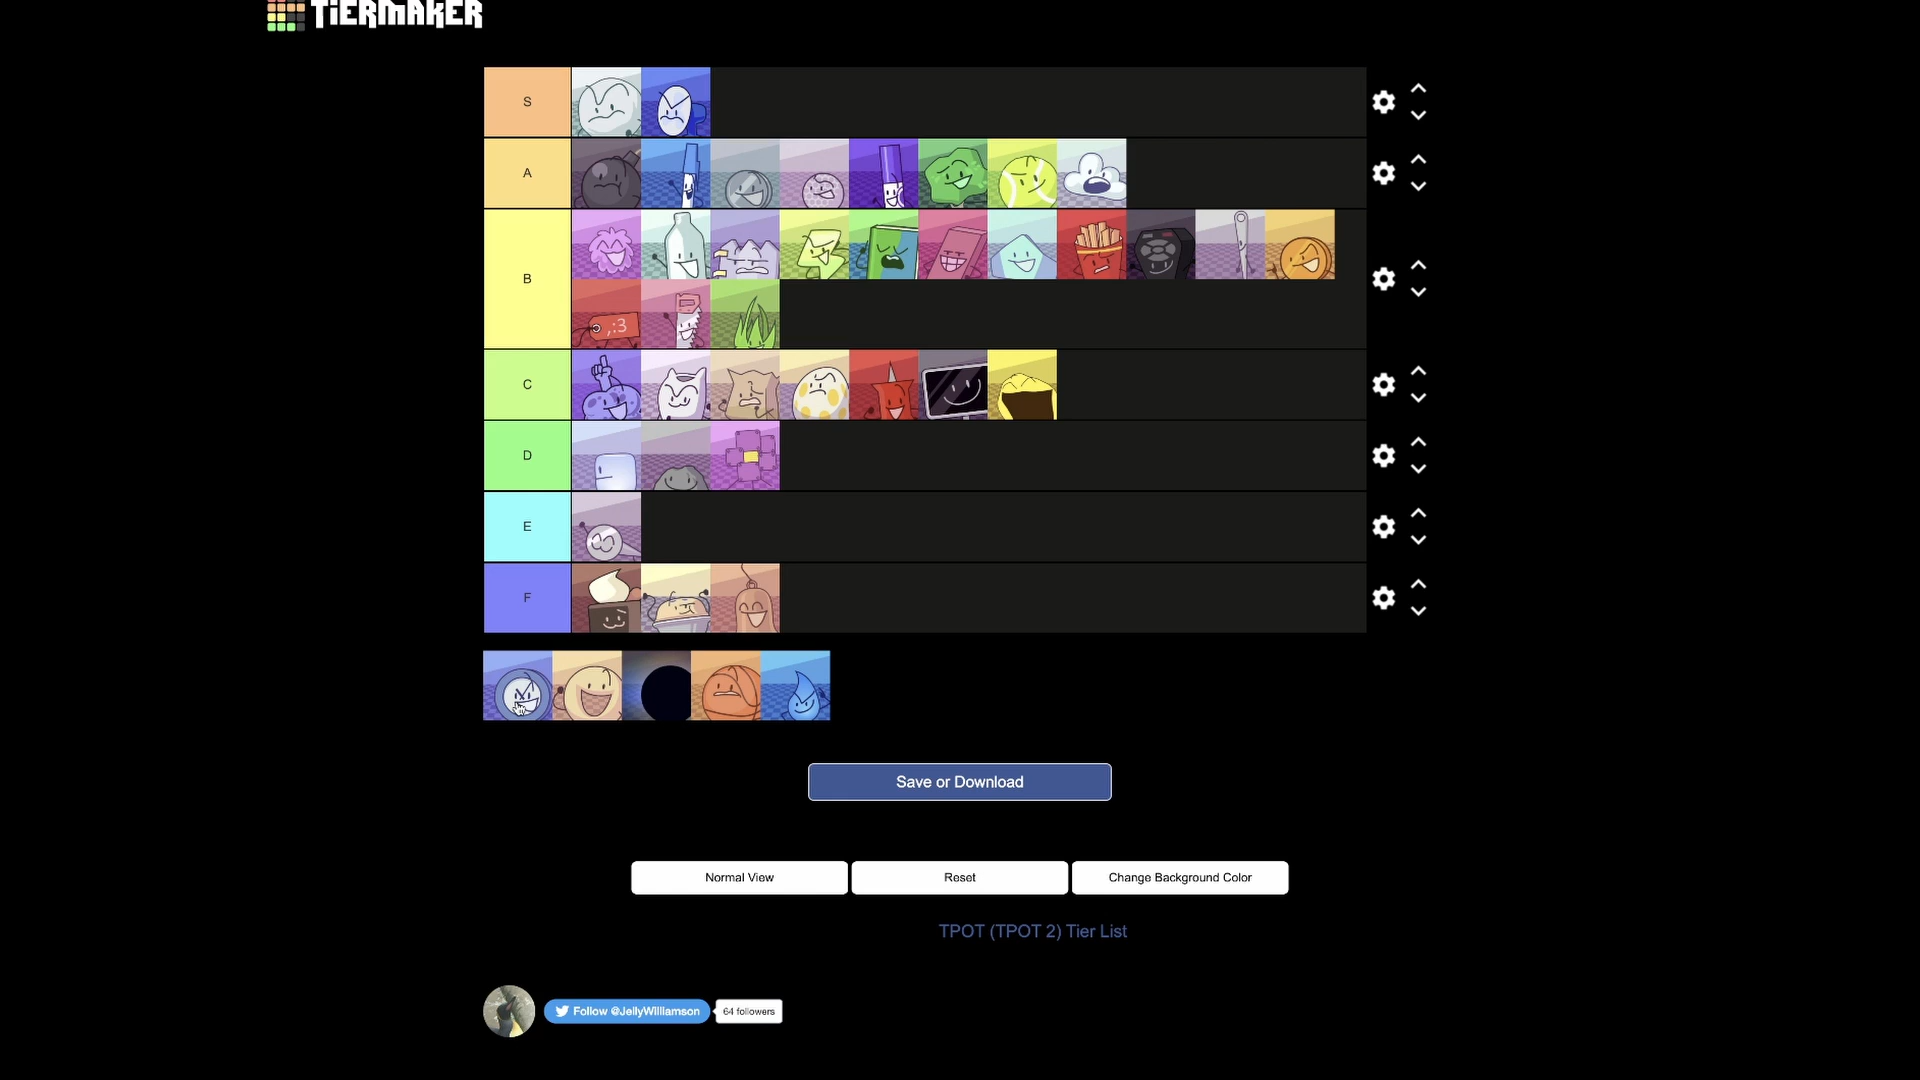 TiERMAKER
S
A
B
,:3
C
D
E
F
Save or Download
Normal View
Reset
Change Background Color
TPOT (TPOT 2) Tier List
Follow @JellyWilliamson
64 followers